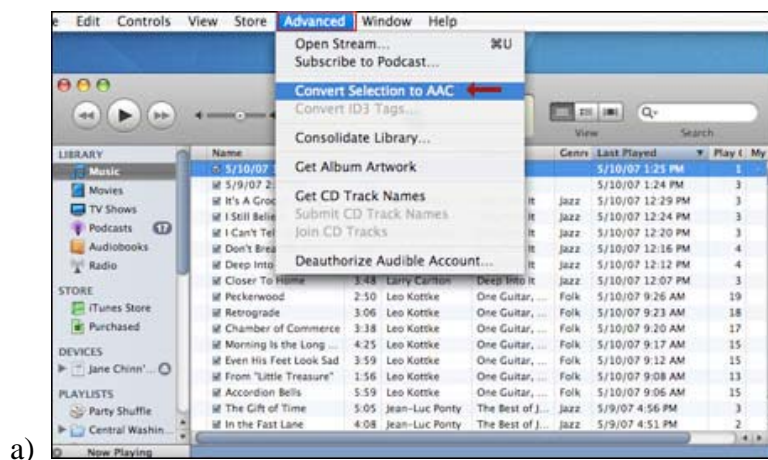 Edit Controls View Store Advanced Window Help
Open Stream... ⌘U
Subscribe to Podcast...
Convert Selection to AAC
Convert ID3 Tags...
Consolidate Library...
Get Album Artwork
Get CD Track Names
Submit CD Track Names
Join CD Tracks
Deauthorize Audible Account...
View Search
LIBRARY
Music
Movies
TV Shows
Podcasts
Audiobooks
Radio
STORE
iTunes Store
Purchased
DEVICES
Jane Chinn'...
PLAYLISTS
Party Shuffle
Central Washin...
Now Playing
Name Genre Last Played Play C My
5/10/07 5/10/07 1:25 PM 1
5/9/07 2: 5/10/07 1:24 PM 3
It's A Groo It Jazz 5/10/07 12:29 PM 3
I Still Belie It Jazz 5/10/07 12:24 PM 3
I Can't Tel It Jazz 5/10/07 12:20 PM 3
Don't Brea It Jazz 5/10/07 12:16 PM 4
Deep Into It Jazz 5/10/07 12:12 PM 4
Closer To Home 3:48 Larry Carlton Deep Into It Jazz 5/10/07 12:07 PM 3
Peckerwood 2:50 Leo Kottke One Guitar, ... Folk 5/10/07 9:26 AM 19
Retrograde 3:06 Leo Kottke One Guitar, ... Folk 5/10/07 9:23 AM 18
Chamber of Commerce 3:38 Leo Kottke One Guitar, ... Folk 5/10/07 9:20 AM 17
Morning Is the Long ... 4:25 Leo Kottke One Guitar, ... Folk 5/10/07 9:17 AM 15
Even His Feet Look Sad 3:59 Leo Kottke One Guitar, ... Folk 5/10/07 9:12 AM 15
From "Little Treasure" 1:56 Leo Kottke One Guitar, ... Folk 5/10/07 9:08 AM 13
Accordion Bells 5:59 Leo Kottke One Guitar, ... Folk 5/10/07 9:06 AM 15
The Gift of Time 5:05 Jean-Luc Ponty The Best of J... Jazz 5/9/07 4:56 PM 3
In the Fast Lane 4:08 Jean-Luc Ponty The Best of J... Jazz 5/9/07 4:51 PM 2
a)